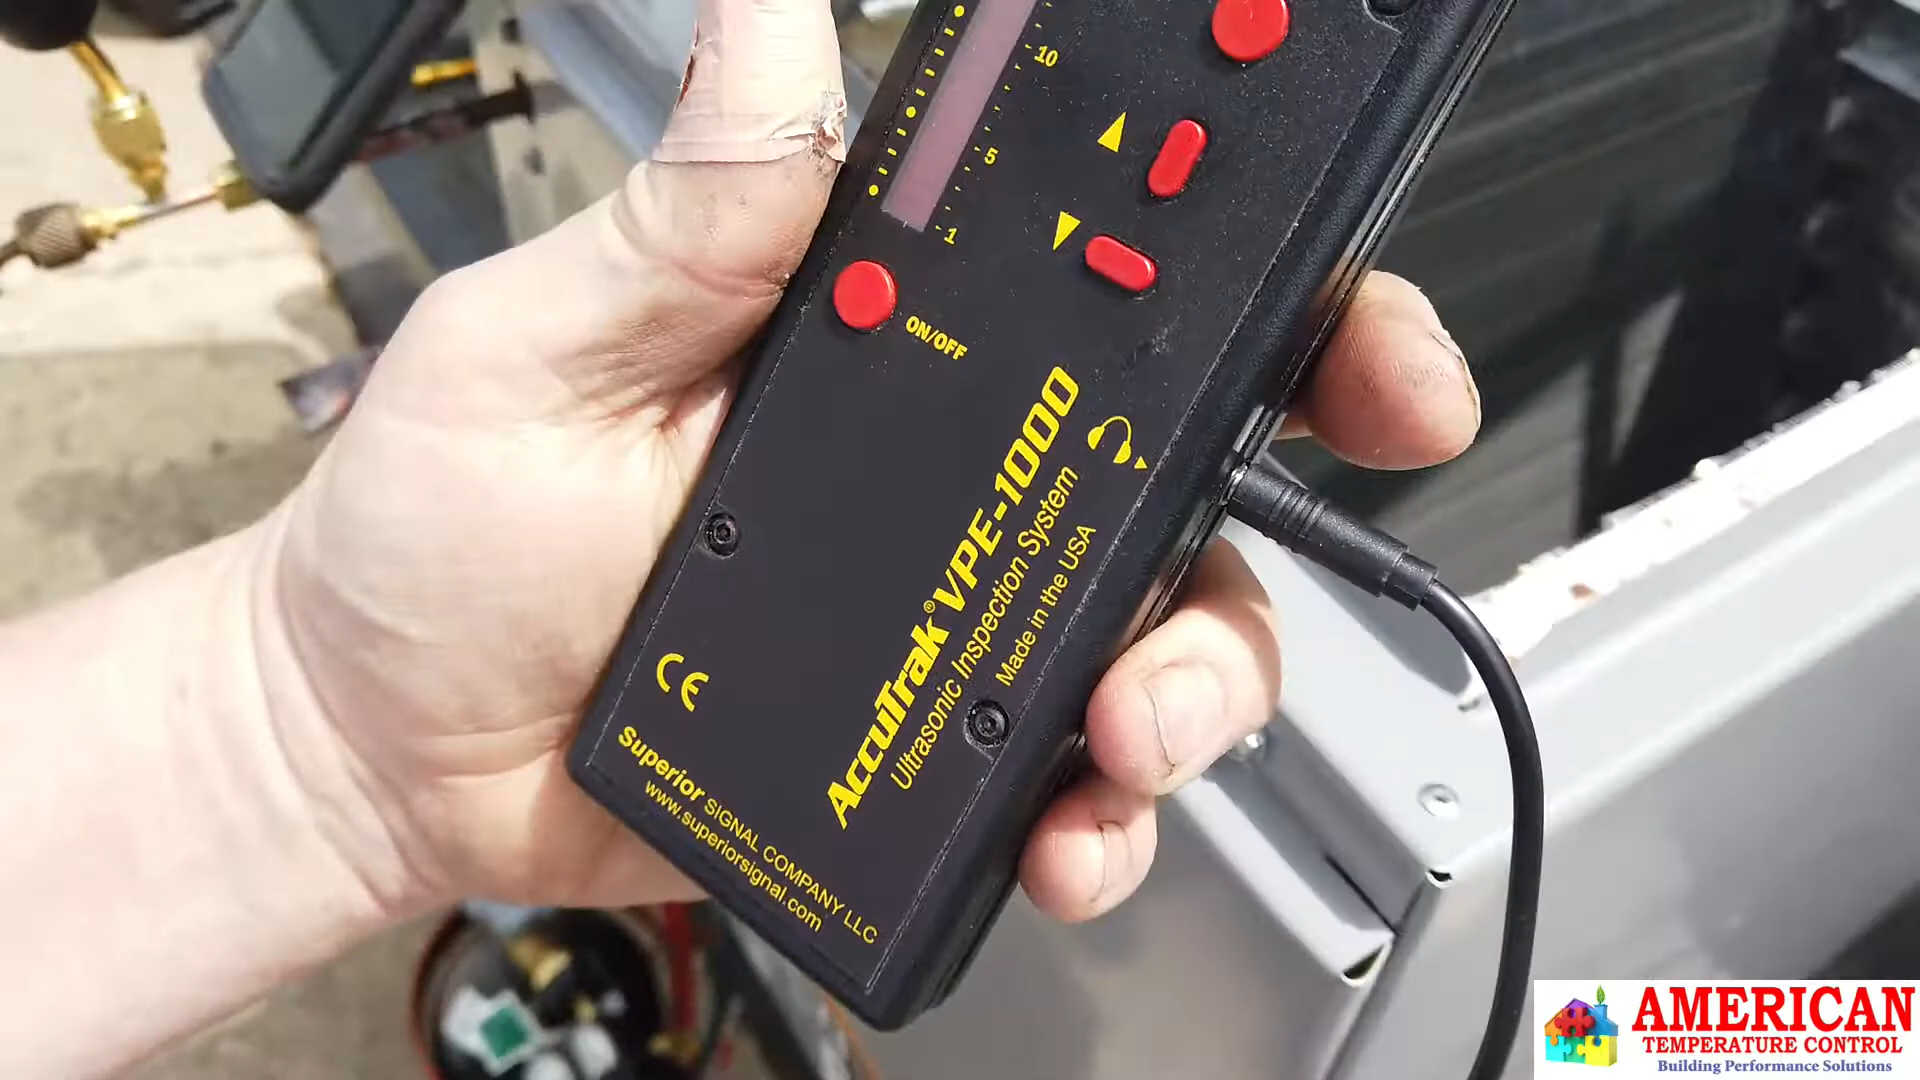 10
5
1
ON/OFF
AccuTrak® VPE-1000
Ultrasonic Inspection System
Made in the USA
CE
Superior SIGNAL COMPANY LLC
www.superiorsignal.com
AMERICAN
TEMPERATURE CONTROL
Building Performance Solutions